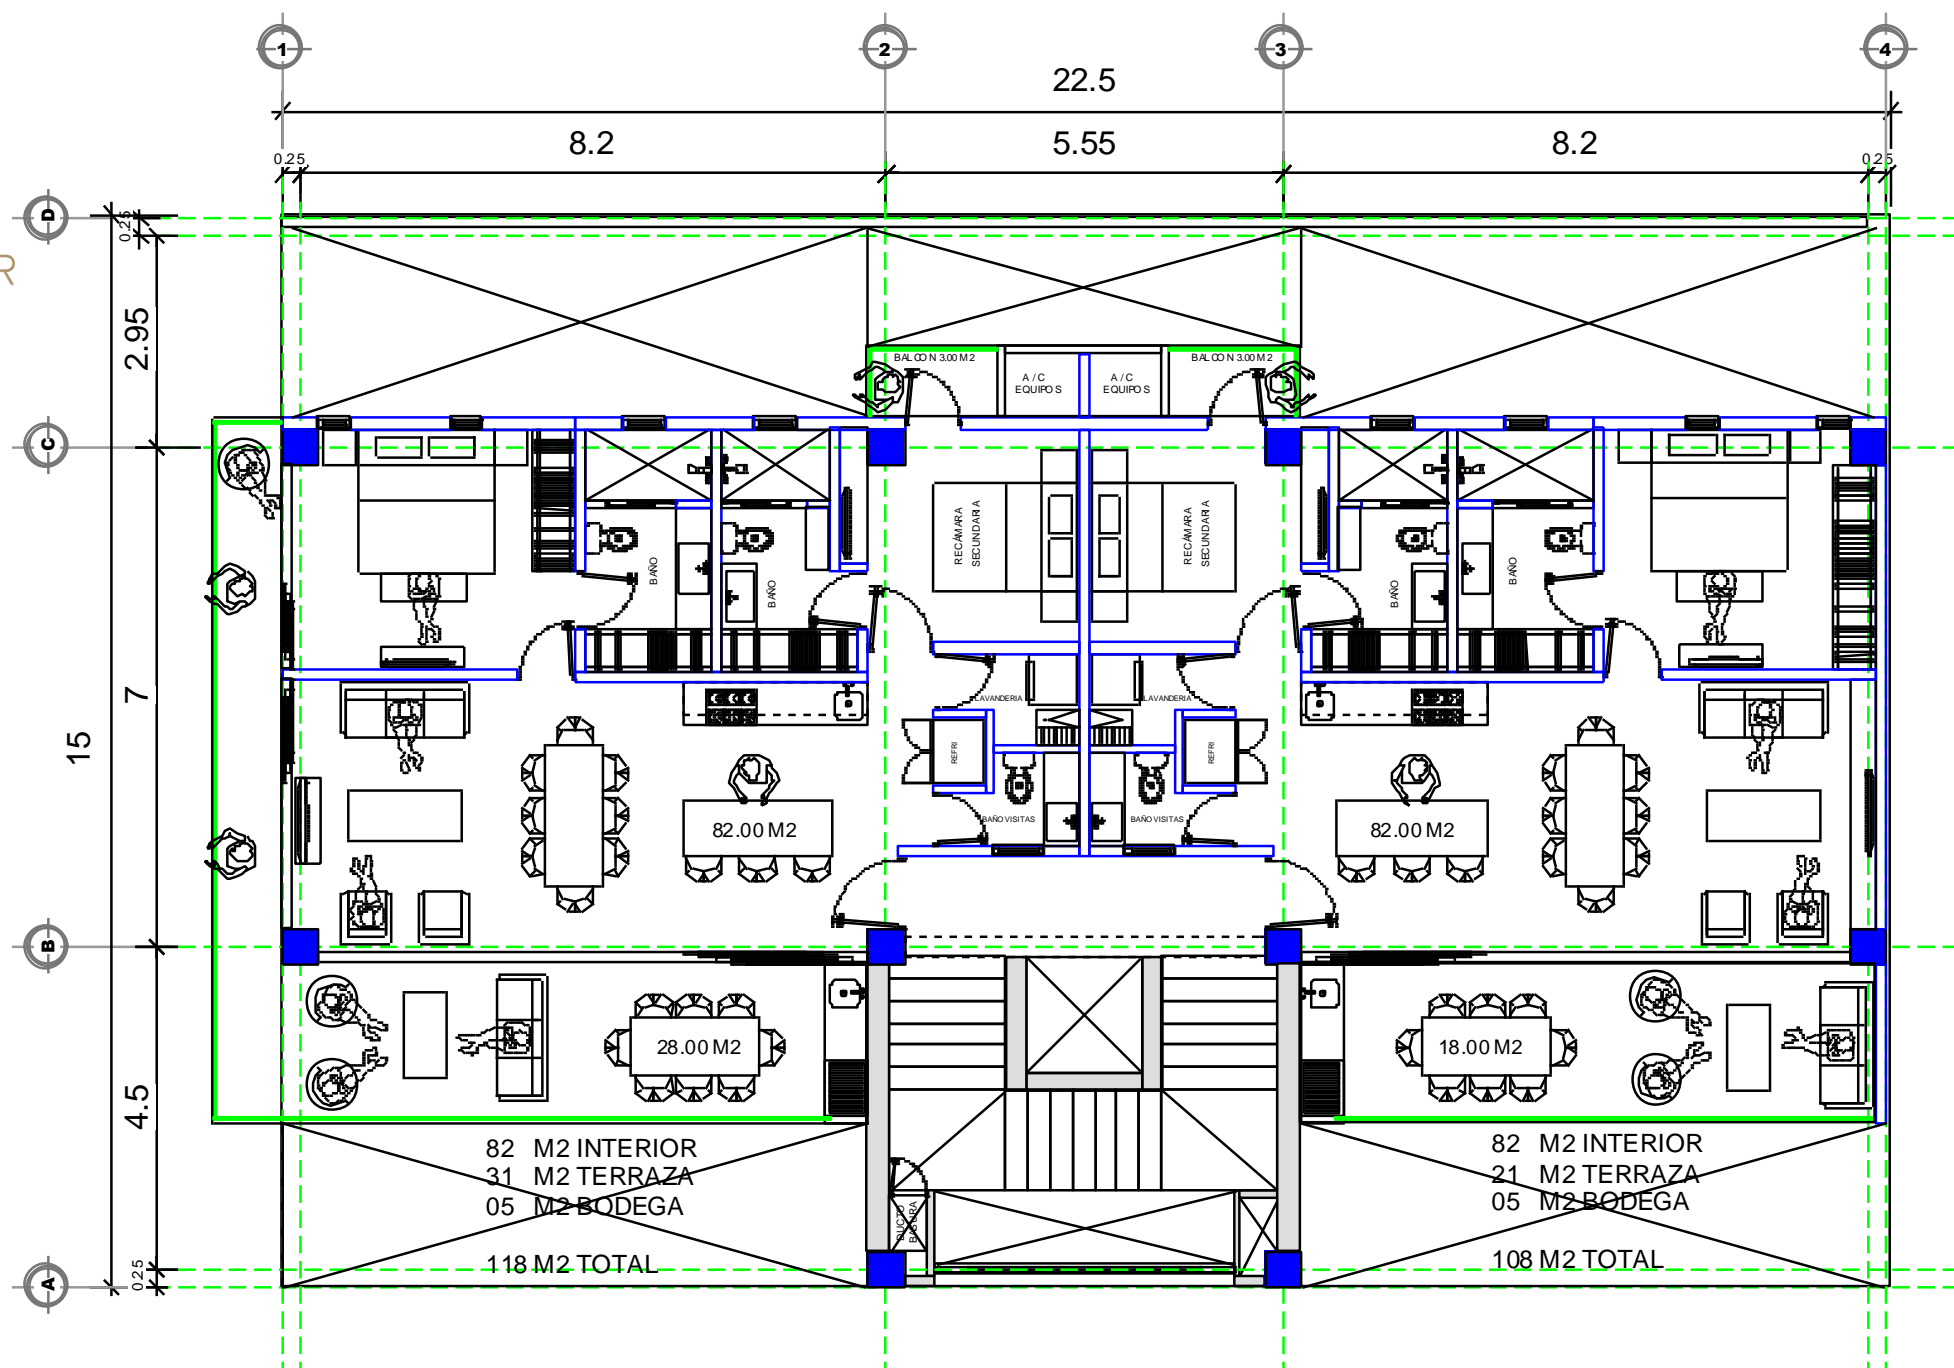 1
2
3
4
22.5
8.2
5.55
8.2
0.25
0.25
D
0.25
R
2.95
BALCON 3.00 M2
BALCON 3.00 M2
A/C
EQUIPOS
A/C
EQUIPOS
C
RECÁMARA
SECUNDARIA
RECÁMARA
SECUNDARIA
BAÑO
BAÑO
BAÑO
BAÑO
7
15
LAVANDERIA
LAVANDERIA
REFRI
REFRI
BAÑO VISITAS
BAÑO VISITAS
82.00 M2
82.00 M2
B
28.00 M2
18.00 M2
4.5
82 M2 INTERIOR
31 M2 TERRAZA
05 M2 BODEGA
118 M2 TOTAL
82 M2 INTERIOR
21 M2 TERRAZA
05 M2 BODEGA
108 M2 TOTAL
DUCTO
BASURA
0.25
A